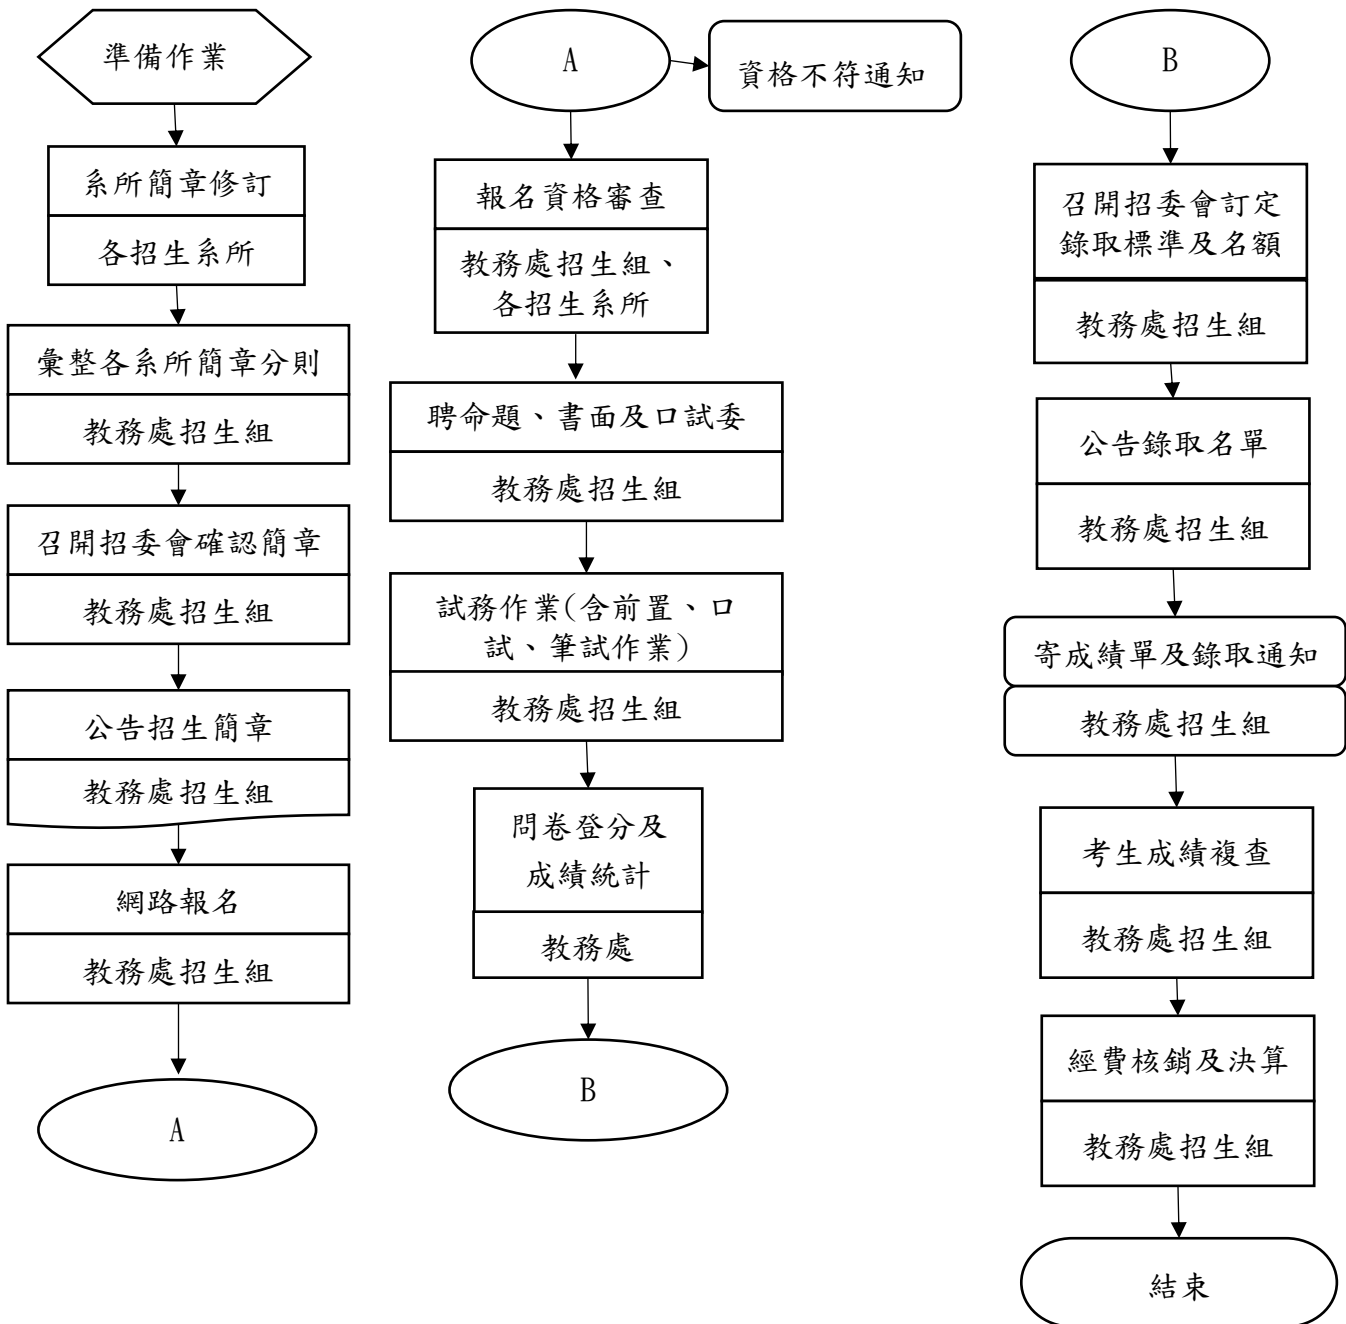 準備作業
系所簡章修訂
各招生系所
彙整各系所簡章分則
教務處招生組
召開招委會確認簡章
教務處招生組
公告招生簡章
教務處招生組
網路報名
教務處招生組
A
A
資格不符通知
報名資格審查
教務處招生組、
各招生系所
聘命題、書面及口試委
教務處招生組
試務作業(含前置、口
試、筆試作業)
教務處招生組
問卷登分及
成績統計
教務處
B
B
召開招委會訂定
錄取標準及名額
教務處招生組
公告錄取名單
教務處招生組
寄成績單及錄取通知
教務處招生組
考生成績複查
教務處招生組
經費核銷及決算
教務處招生組
結束